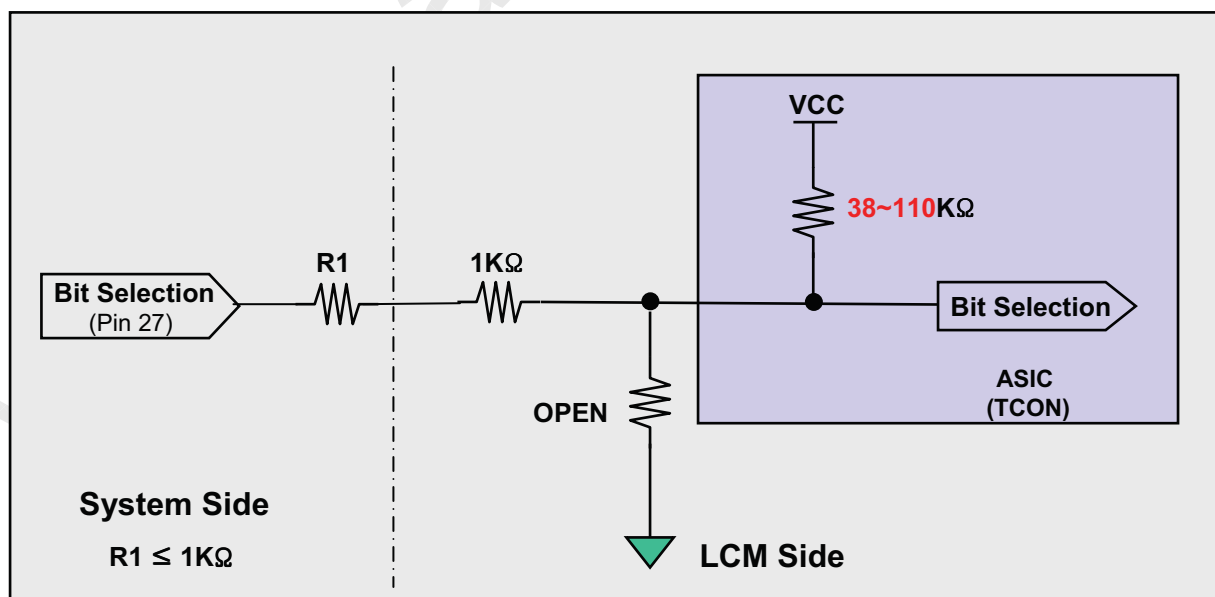 VCC
38~110KΩ
R1
1KΩ
Bit Selection
(Pin 27)
Bit Selection
ASIC
(TCON)
OPEN
System Side
R1 ≤ 1KΩ
LCM Side